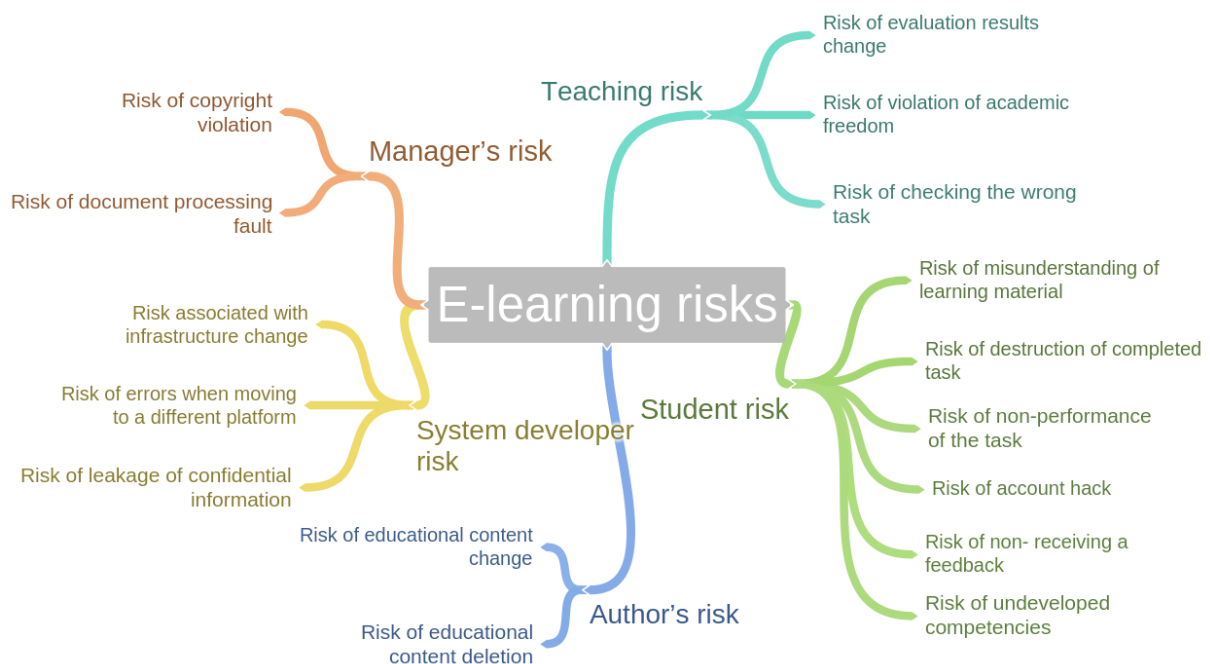 E-learning risks
Teaching risk
Risk of evaluation results
change
Risk of violation of academic
freedom
Risk of checking the wrong
task
Manager’s risk
Risk of copyright
violation
Risk of document processing
fault
System developer
risk
Risk associated with
infrastructure change
Risk of errors when moving
to a different platform
Risk of leakage of confidential
information
Student risk
Risk of misunderstanding of
learning material
Risk of destruction of completed
task
Risk of non-performance
of the task
Risk of account hack
Risk of non- receiving a
feedback
Risk of undeveloped
competencies
Author’s risk
Risk of educational content
change
Risk of educational
content deletion